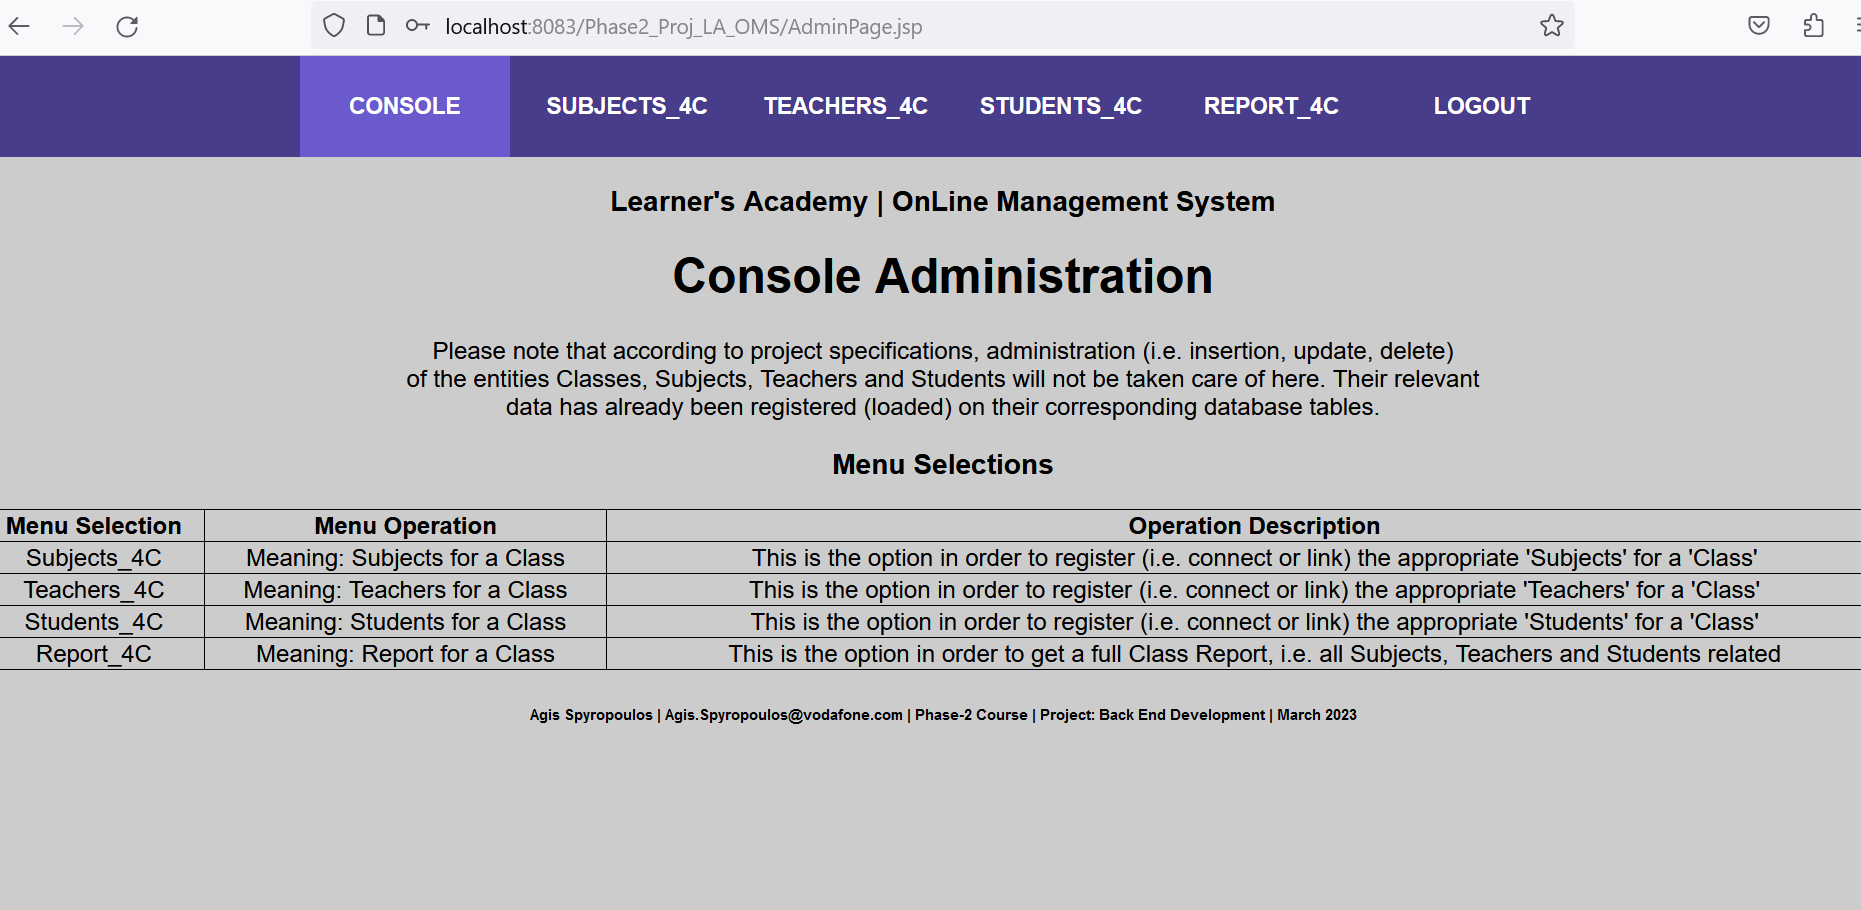 localhost:8083/Phase2_Proj_LA_OMS/AdminPage.jsp
CONSOLE SUBJECTS_4C TEACHERS_4C STUDENTS_4C REPORT_4C LOGOUT
Learner's Academy | OnLine Management System
Console Administration
Please note that according to project specifications, administration (i.e. insertion, update, delete)
of the entities Classes, Subjects, Teachers and Students will not be taken care of here. Their relevant
data has already been registered (loaded) on their corresponding database tables.
Menu Selections
Menu Selection Menu Operation Operation Description
Subjects_4C Meaning: Subjects for a Class This is the option in order to register (i.e. connect or link) the appropriate 'Subjects' for a 'Class'
Teachers_4C Meaning: Teachers for a Class This is the option in order to register (i.e. connect or link) the appropriate 'Teachers' for a 'Class'
Students_4C Meaning: Students for a Class This is the option in order to register (i.e. connect or link) the appropriate 'Students' for a 'Class'
Report_4C Meaning: Report for a Class This is the option in order to get a full Class Report, i.e. all Subjects, Teachers and Students related
Agis Spyropoulos | Agis.Spyropoulos@vodafone.com | Phase-2 Course | Project: Back End Development | March 2023